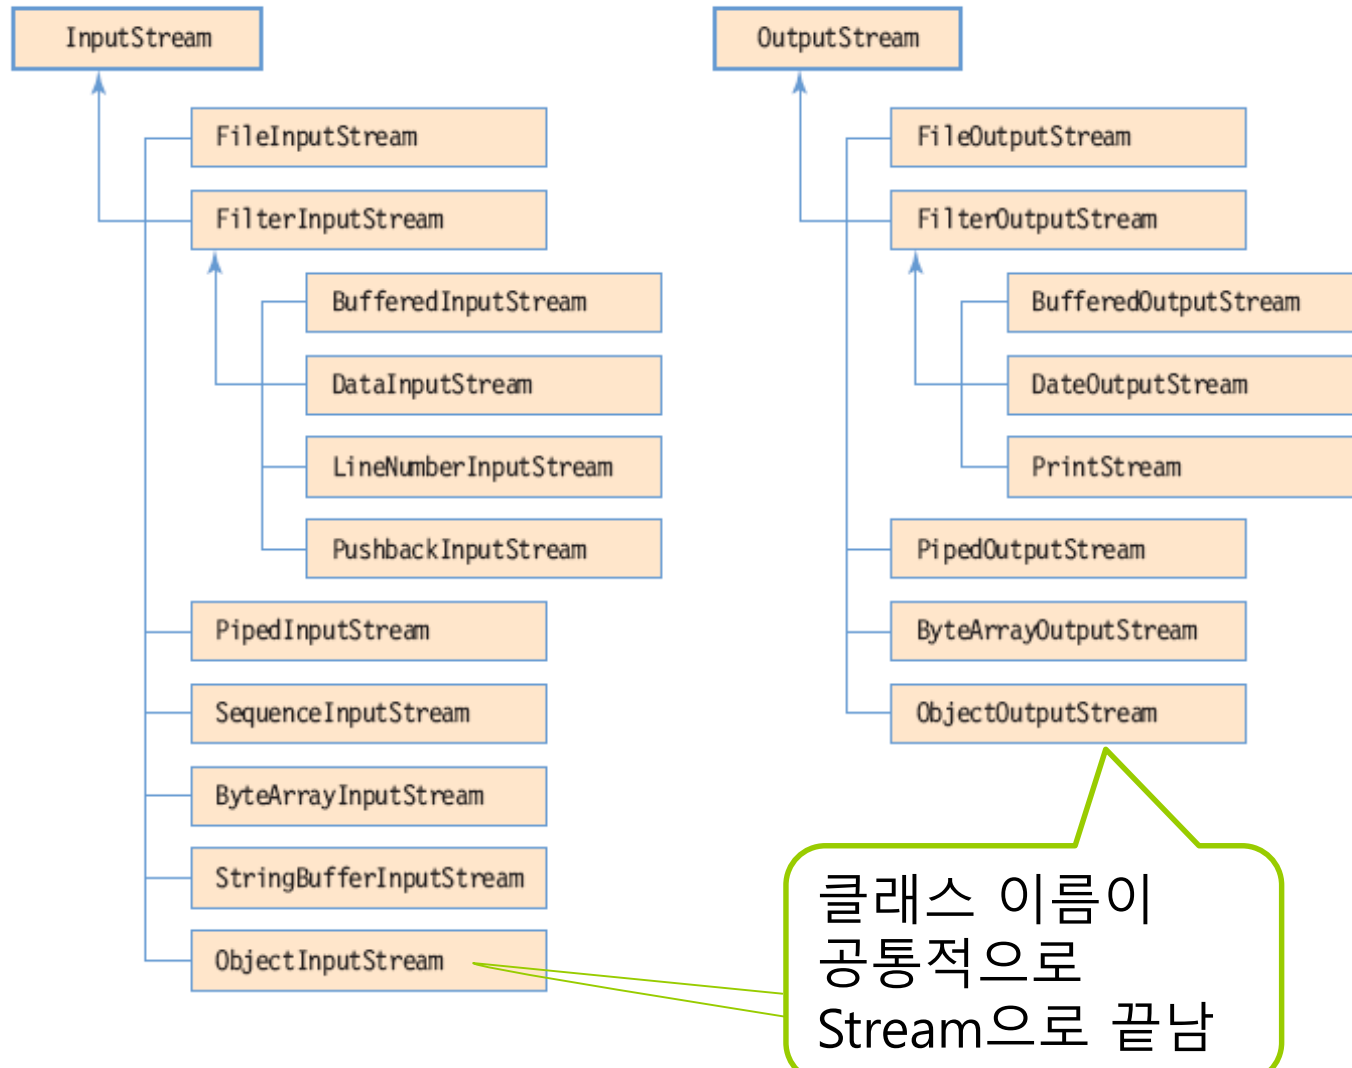 InputStream
FileInputStream
FilterInputStream
BufferedInputStream
DataInputStream
LineNumberInputStream
PushbackInputStream
PipedInputStream
SequenceInputStream
ByteArrayInputStream
StringBufferInputStream
ObjectInputStream
OutputStream
FileOutputStream
FilterOutputStream
BufferedOutputStream
DateOutputStream
PrintStream
PipedOutputStream
ByteArrayOutputStream
ObjectOutputStream
클래스 이름이
공통적으로
Stream으로 끝남